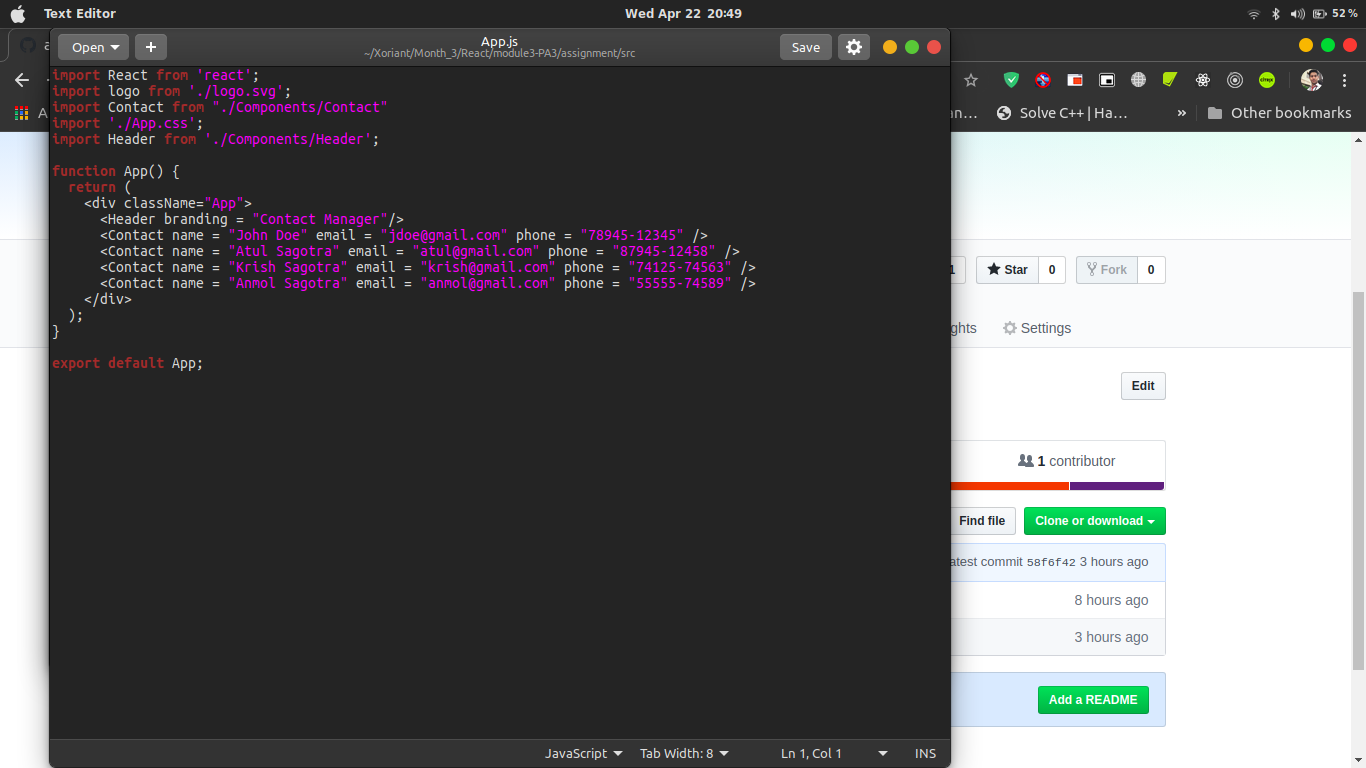 Text Editor
Wed Apr 22 20:49
52 %
Open
App.js
~/Xoriant/Month_3/React/module3-PA3/assignment/src
Save
import React from 'react';
import logo from './logo.svg';
import Contact from "./Components/Contact"
import './App.css';
import Header from './Components/Header';
function App() {
return (
<div className="App">
<Header branding = "Contact Manager"/>
<Contact name = "John Doe" email = "jdoe@gmail.com" phone = "78945-12345" />
<Contact name = "Atul Sagotra" email = "atul@gmail.com" phone = "87945-12458" />
<Contact name = "Krish Sagotra" email = "krish@gmail.com" phone = "74125-74563" />
<Contact name = "Anmol Sagotra" email = "anmol@gmail.com" phone = "55555-74589" />
</div>
);
}
export default App;
JavaScript Tab Width: 8 Ln 1, Col 1 INS
A
an… Solve C++ | Ha… » Other bookmarks
1 Star 0 Fork 0
ghts Settings
Edit
1 contributor
Find file Clone or download
atest commit 58f6f42 3 hours ago
8 hours ago
3 hours ago
Add a README